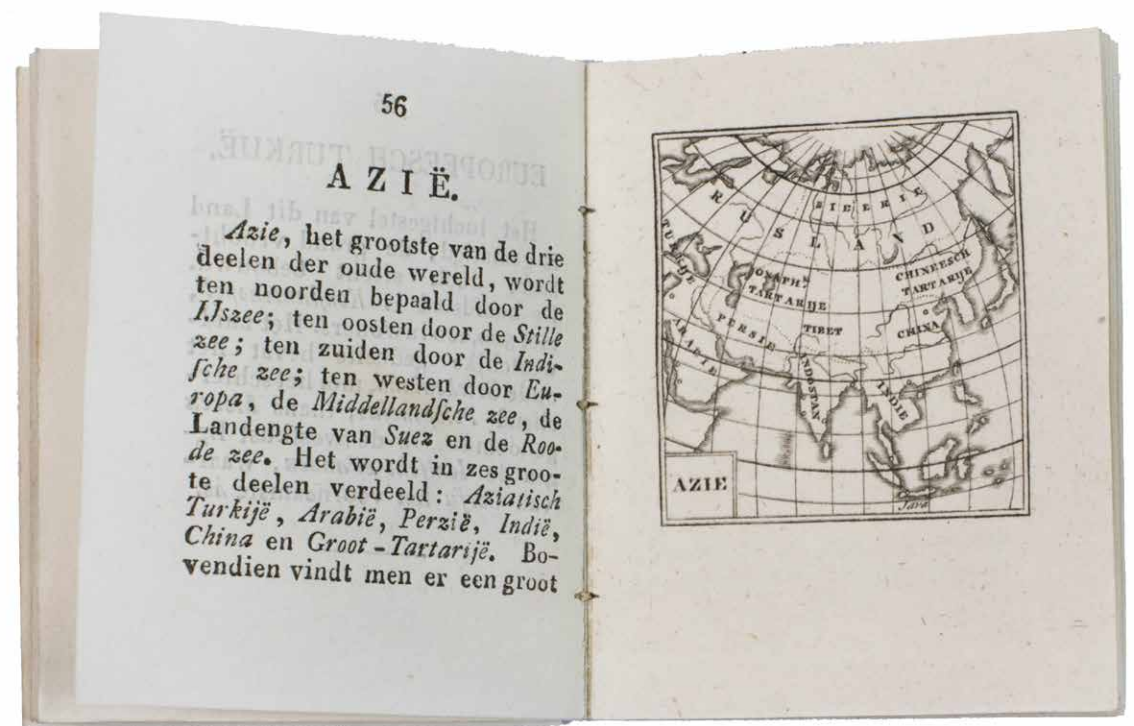 56
AZIË.
Azie, het grootste van de drie
deelen der oude wereld, wordt
ten noorden bepaald door de
IJszee; ten oosten door de Stille
zee; ten zuiden door de Indi-
ſche zee; ten westen door Eu-
ropa, de Middellandſche zee, de
Landengte van Suez en de Roo-
de zee. Het wordt in zes groo-
te deelen verdeeld: Aziatisch
Turkijë, Arabië, Perzië, Indië,
China en Groot-Tartarijë. Bo-
vendien vindt men er een groot
RUSLAND
SIBERIE
TURKIJE
ONAPH.
TARTARIJE
CHINEESCH
TARTARIJE
PERSIE
TIBET
CHINA
ARABIE
INDOSTAN
INDIE
AZIE
Java